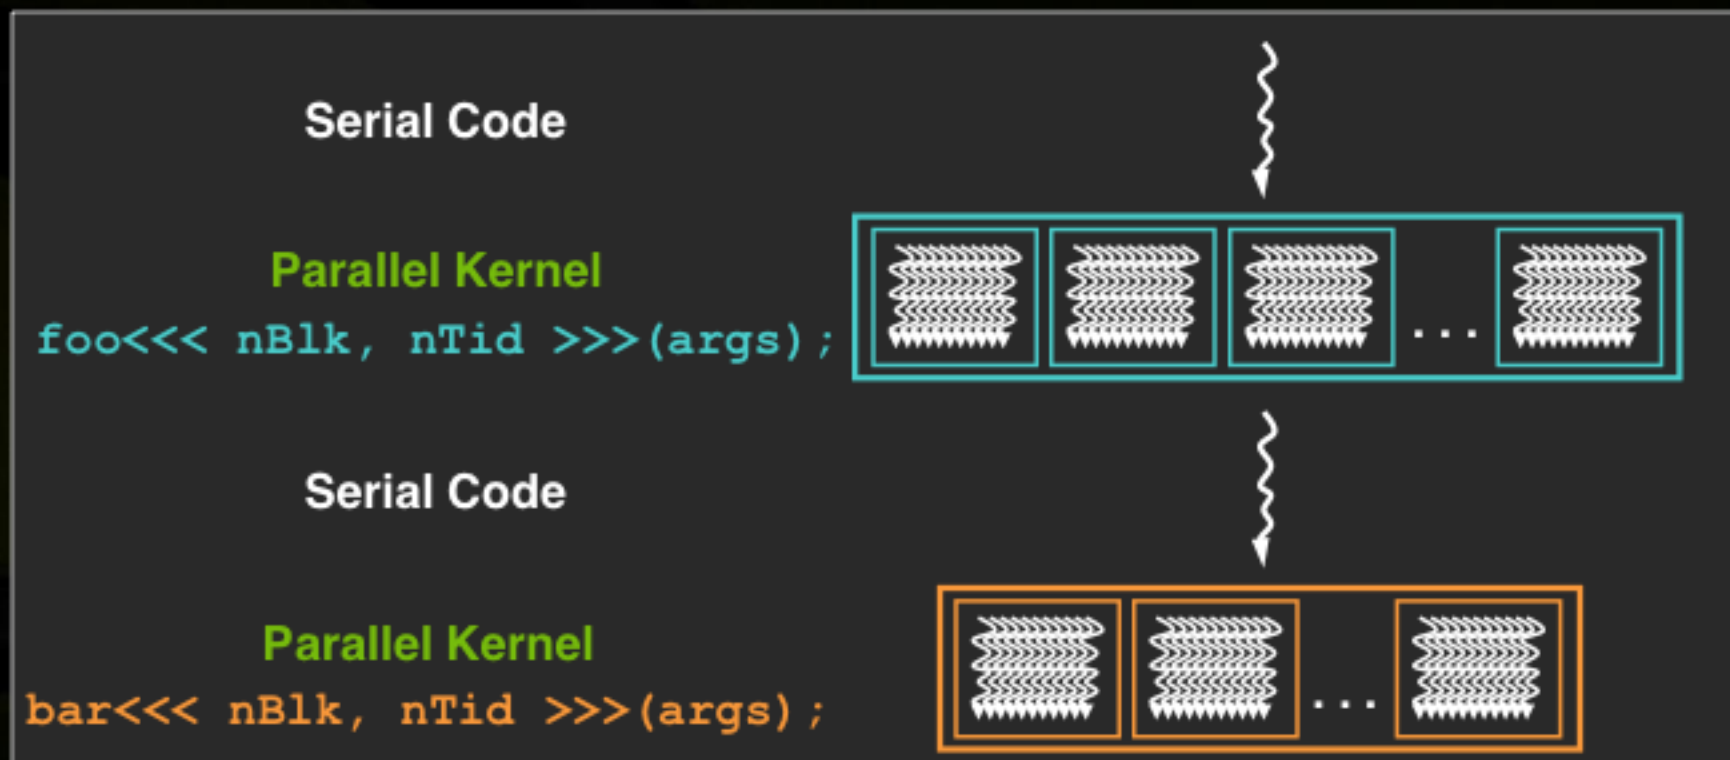 Serial Code
Parallel Kernel
foo<<< nBlk, nTid >>>(args);
...
Serial Code
Parallel Kernel
bar<<< nBlk, nTid >>>(args);
...